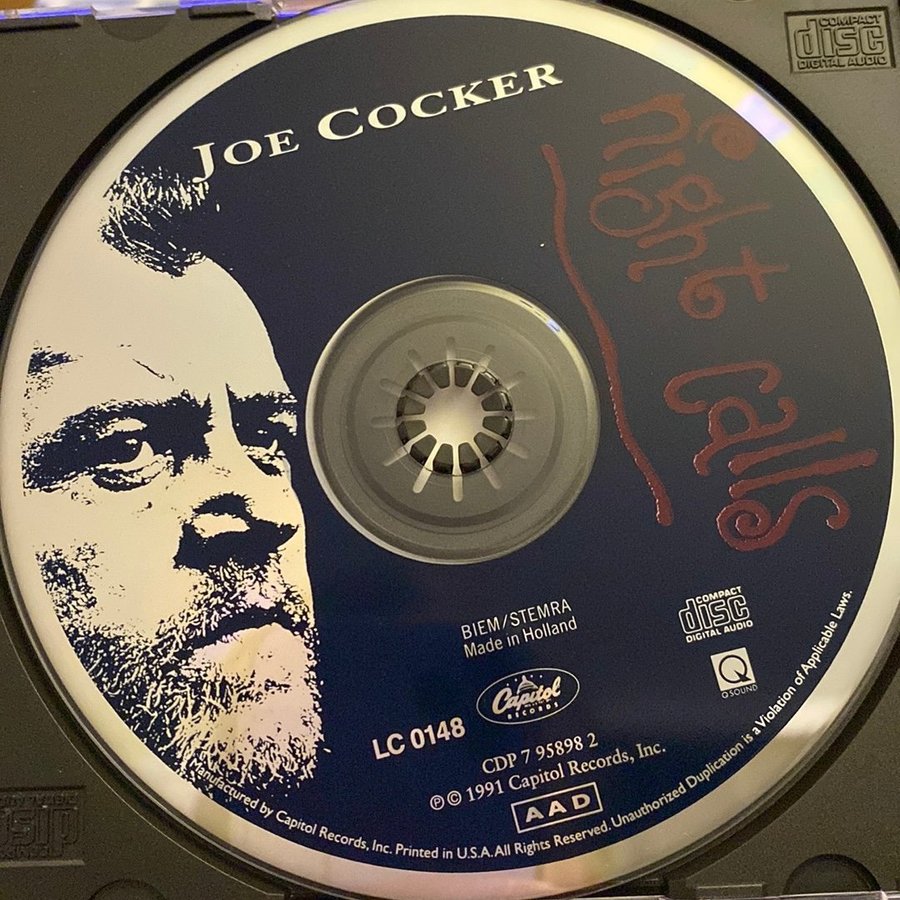 COMPACT
disc
DIGITAL AUDIO
JOE COCKER
night calls
BIEM/STEMRA
Made in Holland
COMPACT
disc
DIGITAL AUDIO
Q
QSOUND
Capitol
RECORDS
LC 0148
CDP 7 95898 2
℗ © 1991 Capitol Records, Inc.
AAD
Manufactured by Capitol Records, Inc. Printed in U.S.A. All Rights Reserved. Unauthorized Duplication is a Violation of Applicable Laws.